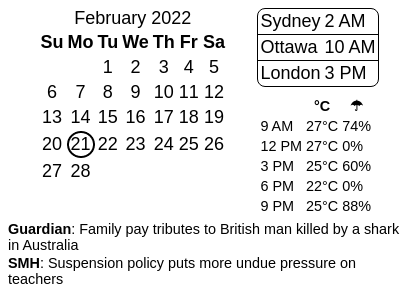 February 2022
Su Mo Tu We Th Fr Sa
1 2 3 4 5
6 7 8 9 10 11 12
13 14 15 16 17 18 19
20 21 22 23 24 25 26
27 28
Sydney 2 AM
Ottawa 10 AM
London 3 PM
°C ☂
9 AM 27°C 74%
12 PM 27°C 0%
3 PM 25°C 60%
6 PM 22°C 0%
9 PM 25°C 88%
Guardian: Family pay tributes to British man killed by a shark
in Australia
SMH: Suspension policy puts more undue pressure on
teachers